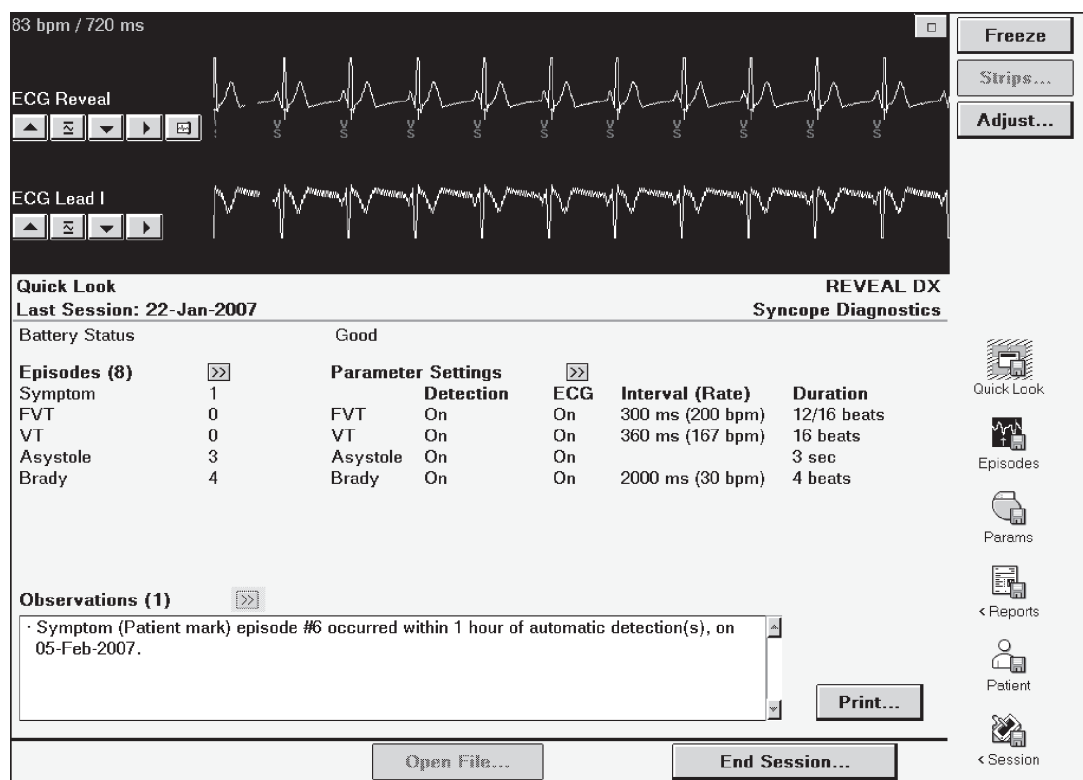 83 bpm / 720 ms
Freeze
Strips...
Adjust...
ECG Reveal
V S V S V S V S V S V S V S V S V S V S
ECG Lead I
Quick Look REVEAL DX
Last Session: 22-Jan-2007 Syncope Diagnostics
Battery Status Good
Episodes (8) >> Parameter Settings >>
Detection ECG Interval (Rate) Duration
Symptom 1
FVT 0 FVT On On 300 ms (200 bpm) 12/16 beats
VT 0 VT On On 360 ms (167 bpm) 16 beats
Asystole 3 Asystole On On 3 sec
Brady 4 Brady On On 2000 ms (30 bpm) 4 beats
Observations (1) >>
· Symptom (Patient mark) episode #6 occurred within 1 hour of automatic detection(s), on
05-Feb-2007.
Print...
Open File...
End Session...
Quick Look
Episodes
Params
< Reports
Patient
< Session